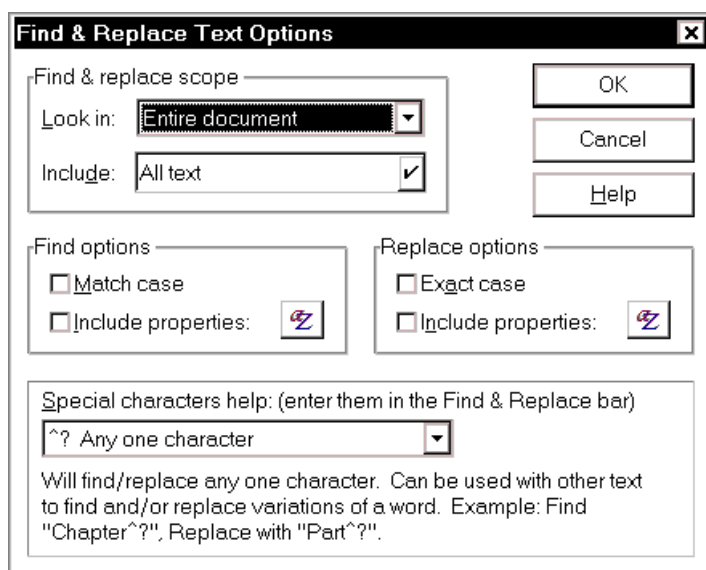 Find & Replace Text Options
Find & replace scope
Look in: Entire document
Include: All text
OK
Cancel
Help
Find options
Match case
Include properties:
Replace options
Exact case
Include properties:
Special characters help: (enter them in the Find & Replace bar)
^? Any one character
Will find/replace any one character. Can be used with other text
to find and/or replace variations of a word. Example: Find
"Chapter^?", Replace with "Part^?".